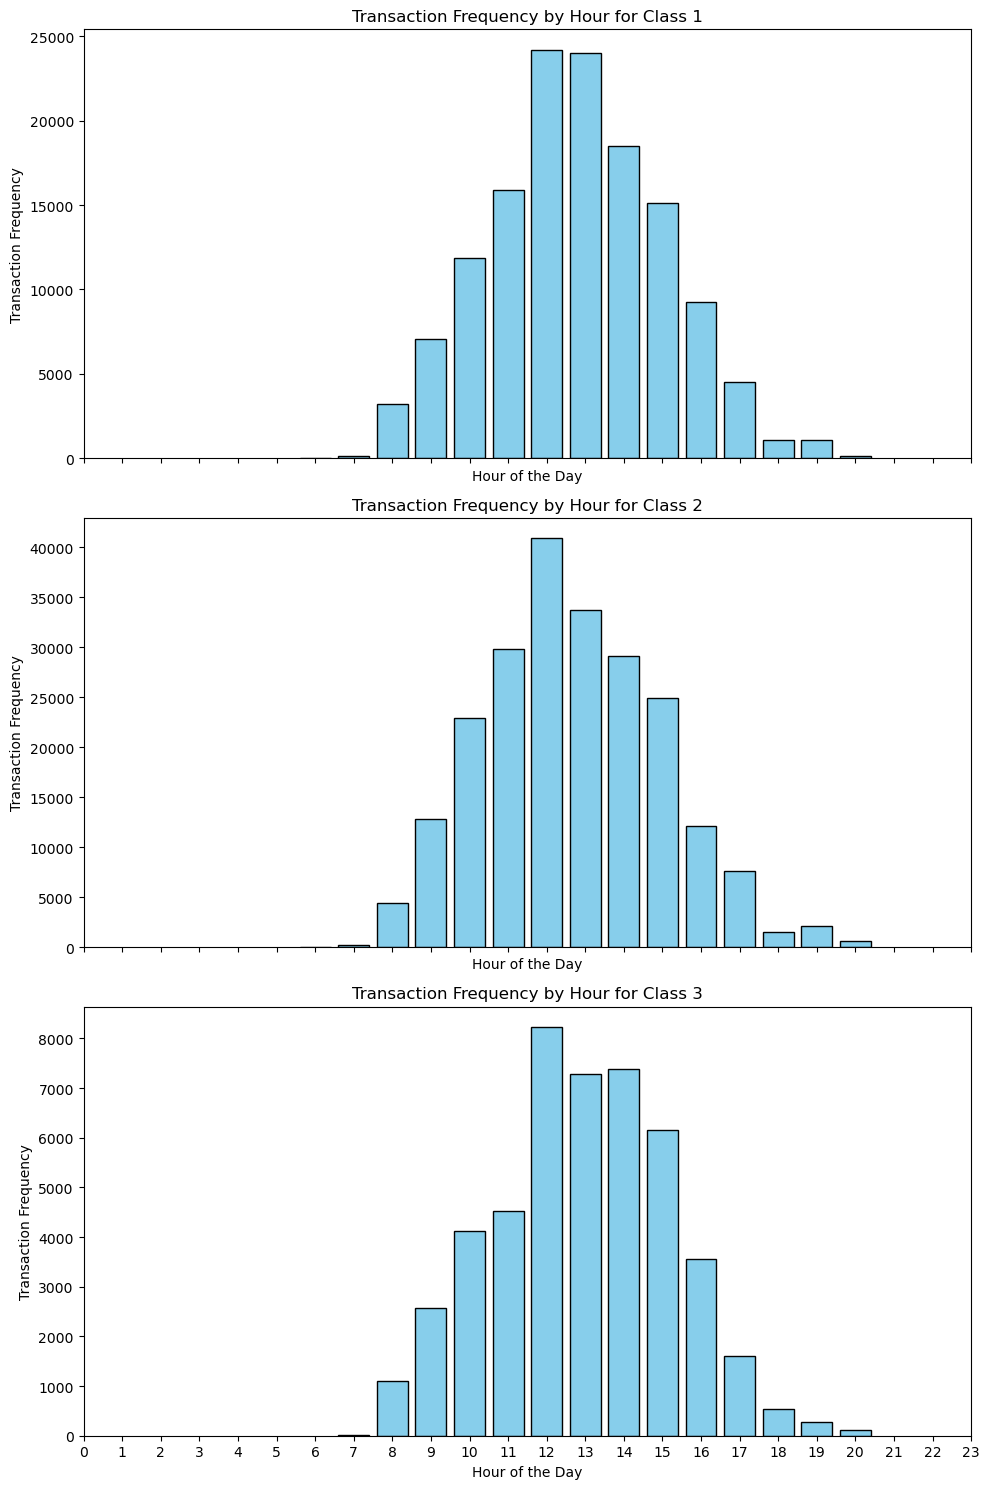 Transaction Frequency by Hour for Class 1
25000
20000
15000
10000
5000
0
Transaction Frequency
Hour of the Day
Transaction Frequency by Hour for Class 2
40000
35000
30000
25000
20000
15000
10000
5000
0
Transaction Frequency
Hour of the Day
Transaction Frequency by Hour for Class 3
8000
7000
6000
5000
4000
3000
2000
1000
0
Transaction Frequency
0 1 2 3 4 5 6 7 8 9 10 11 12 13 14 15 16 17 18 19 20 21 22 23
Hour of the Day